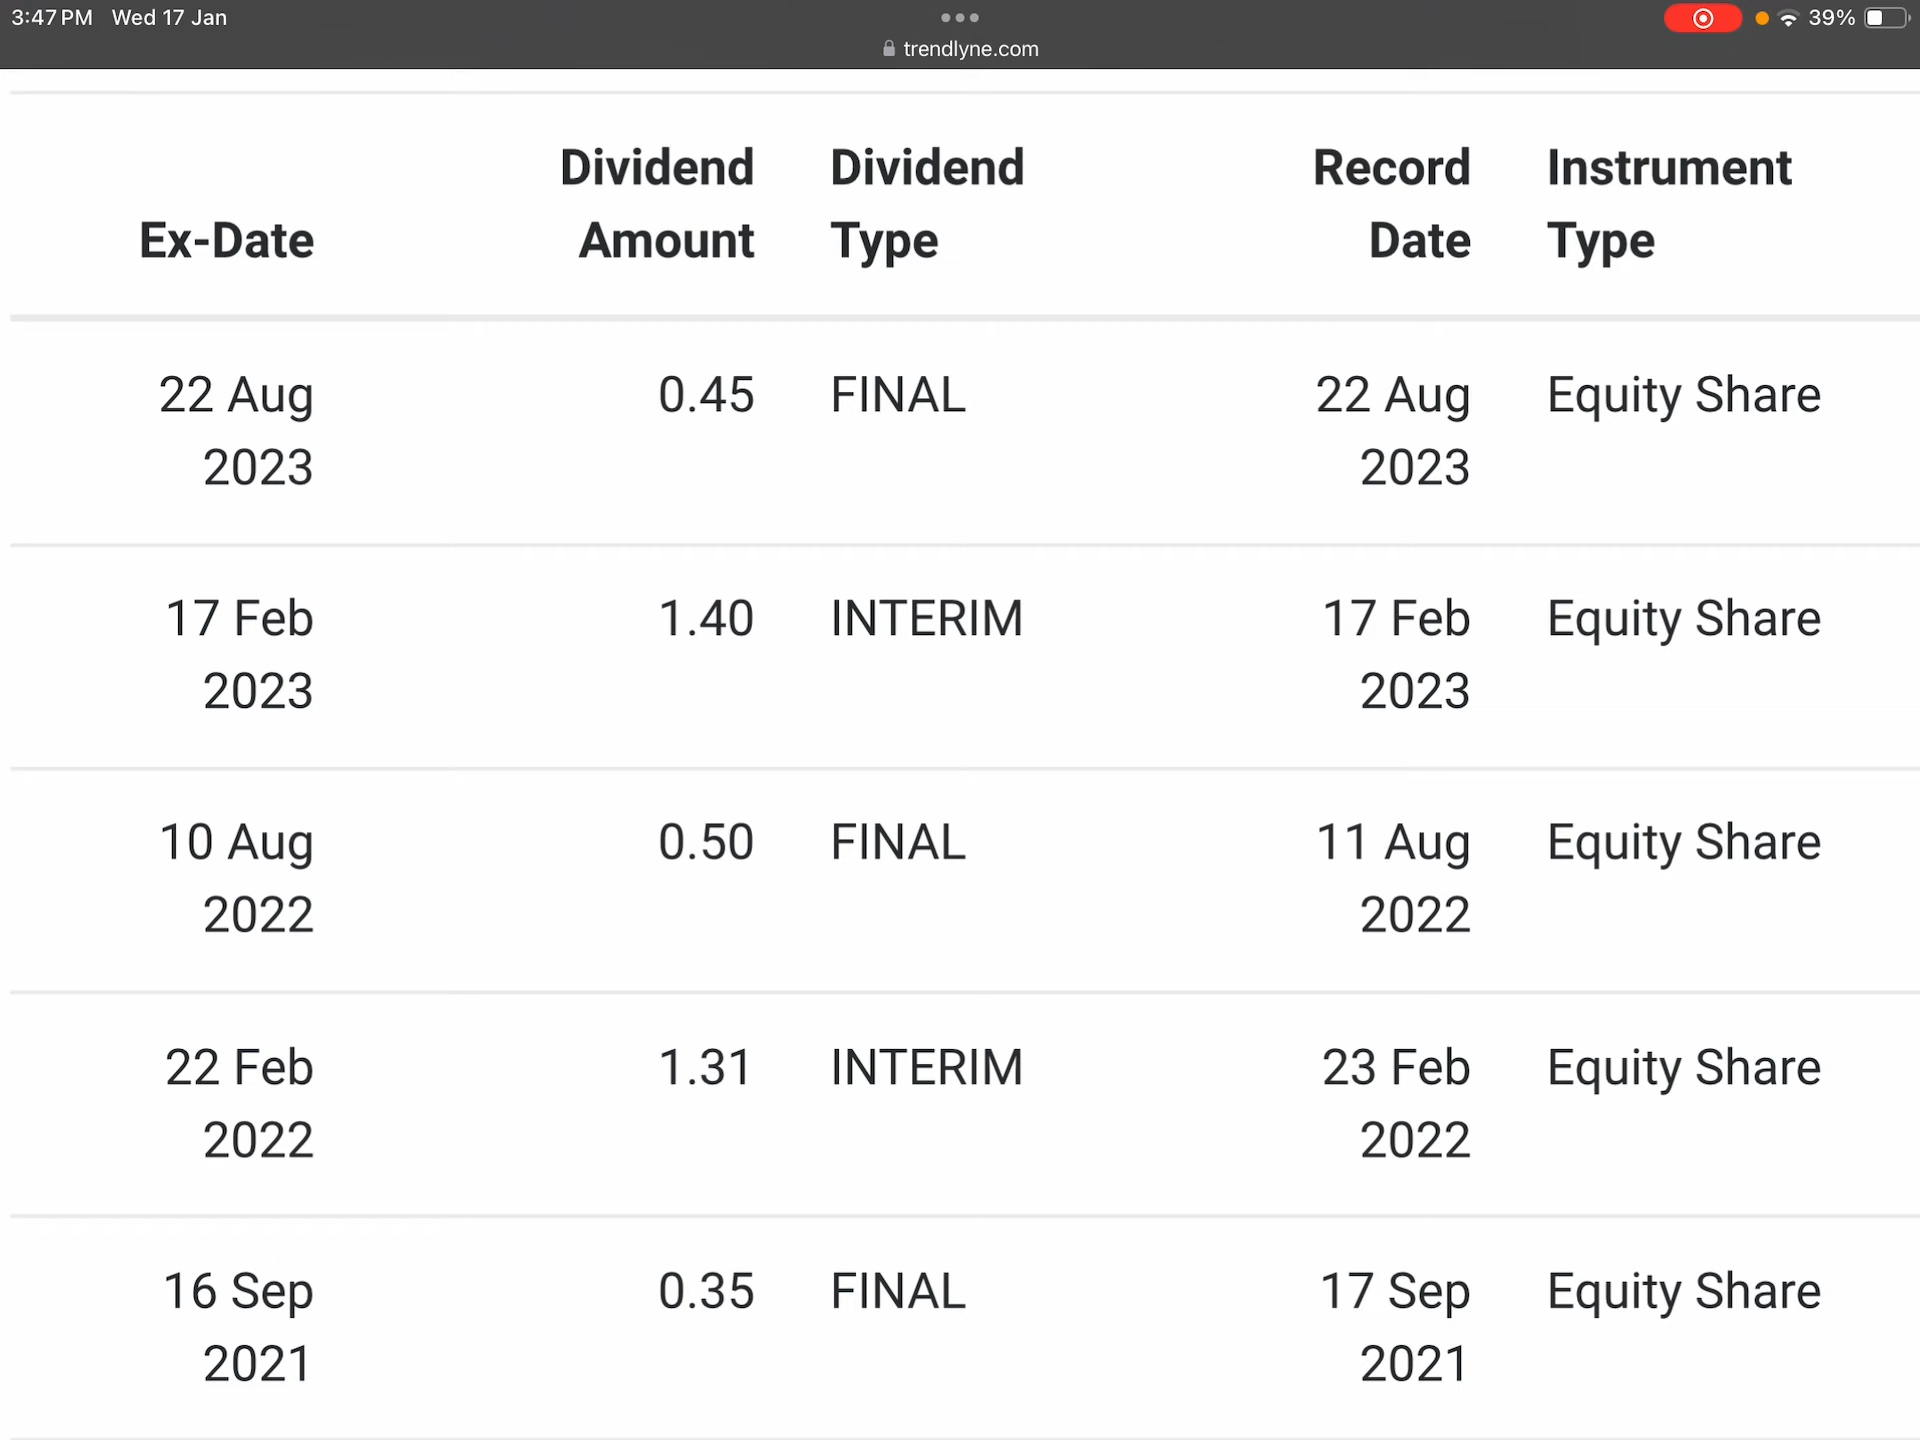 3:47 PM Wed 17 Jan
39%
trendlyne.com
Ex-Date Dividend Amount Dividend Type Record Date Instrument Type
22 Aug 2023 0.45 FINAL 22 Aug 2023 Equity Share
17 Feb 2023 1.40 INTERIM 17 Feb 2023 Equity Share
10 Aug 2022 0.50 FINAL 11 Aug 2022 Equity Share
22 Feb 2022 1.31 INTERIM 23 Feb 2022 Equity Share
16 Sep 2021 0.35 FINAL 17 Sep 2021 Equity Share